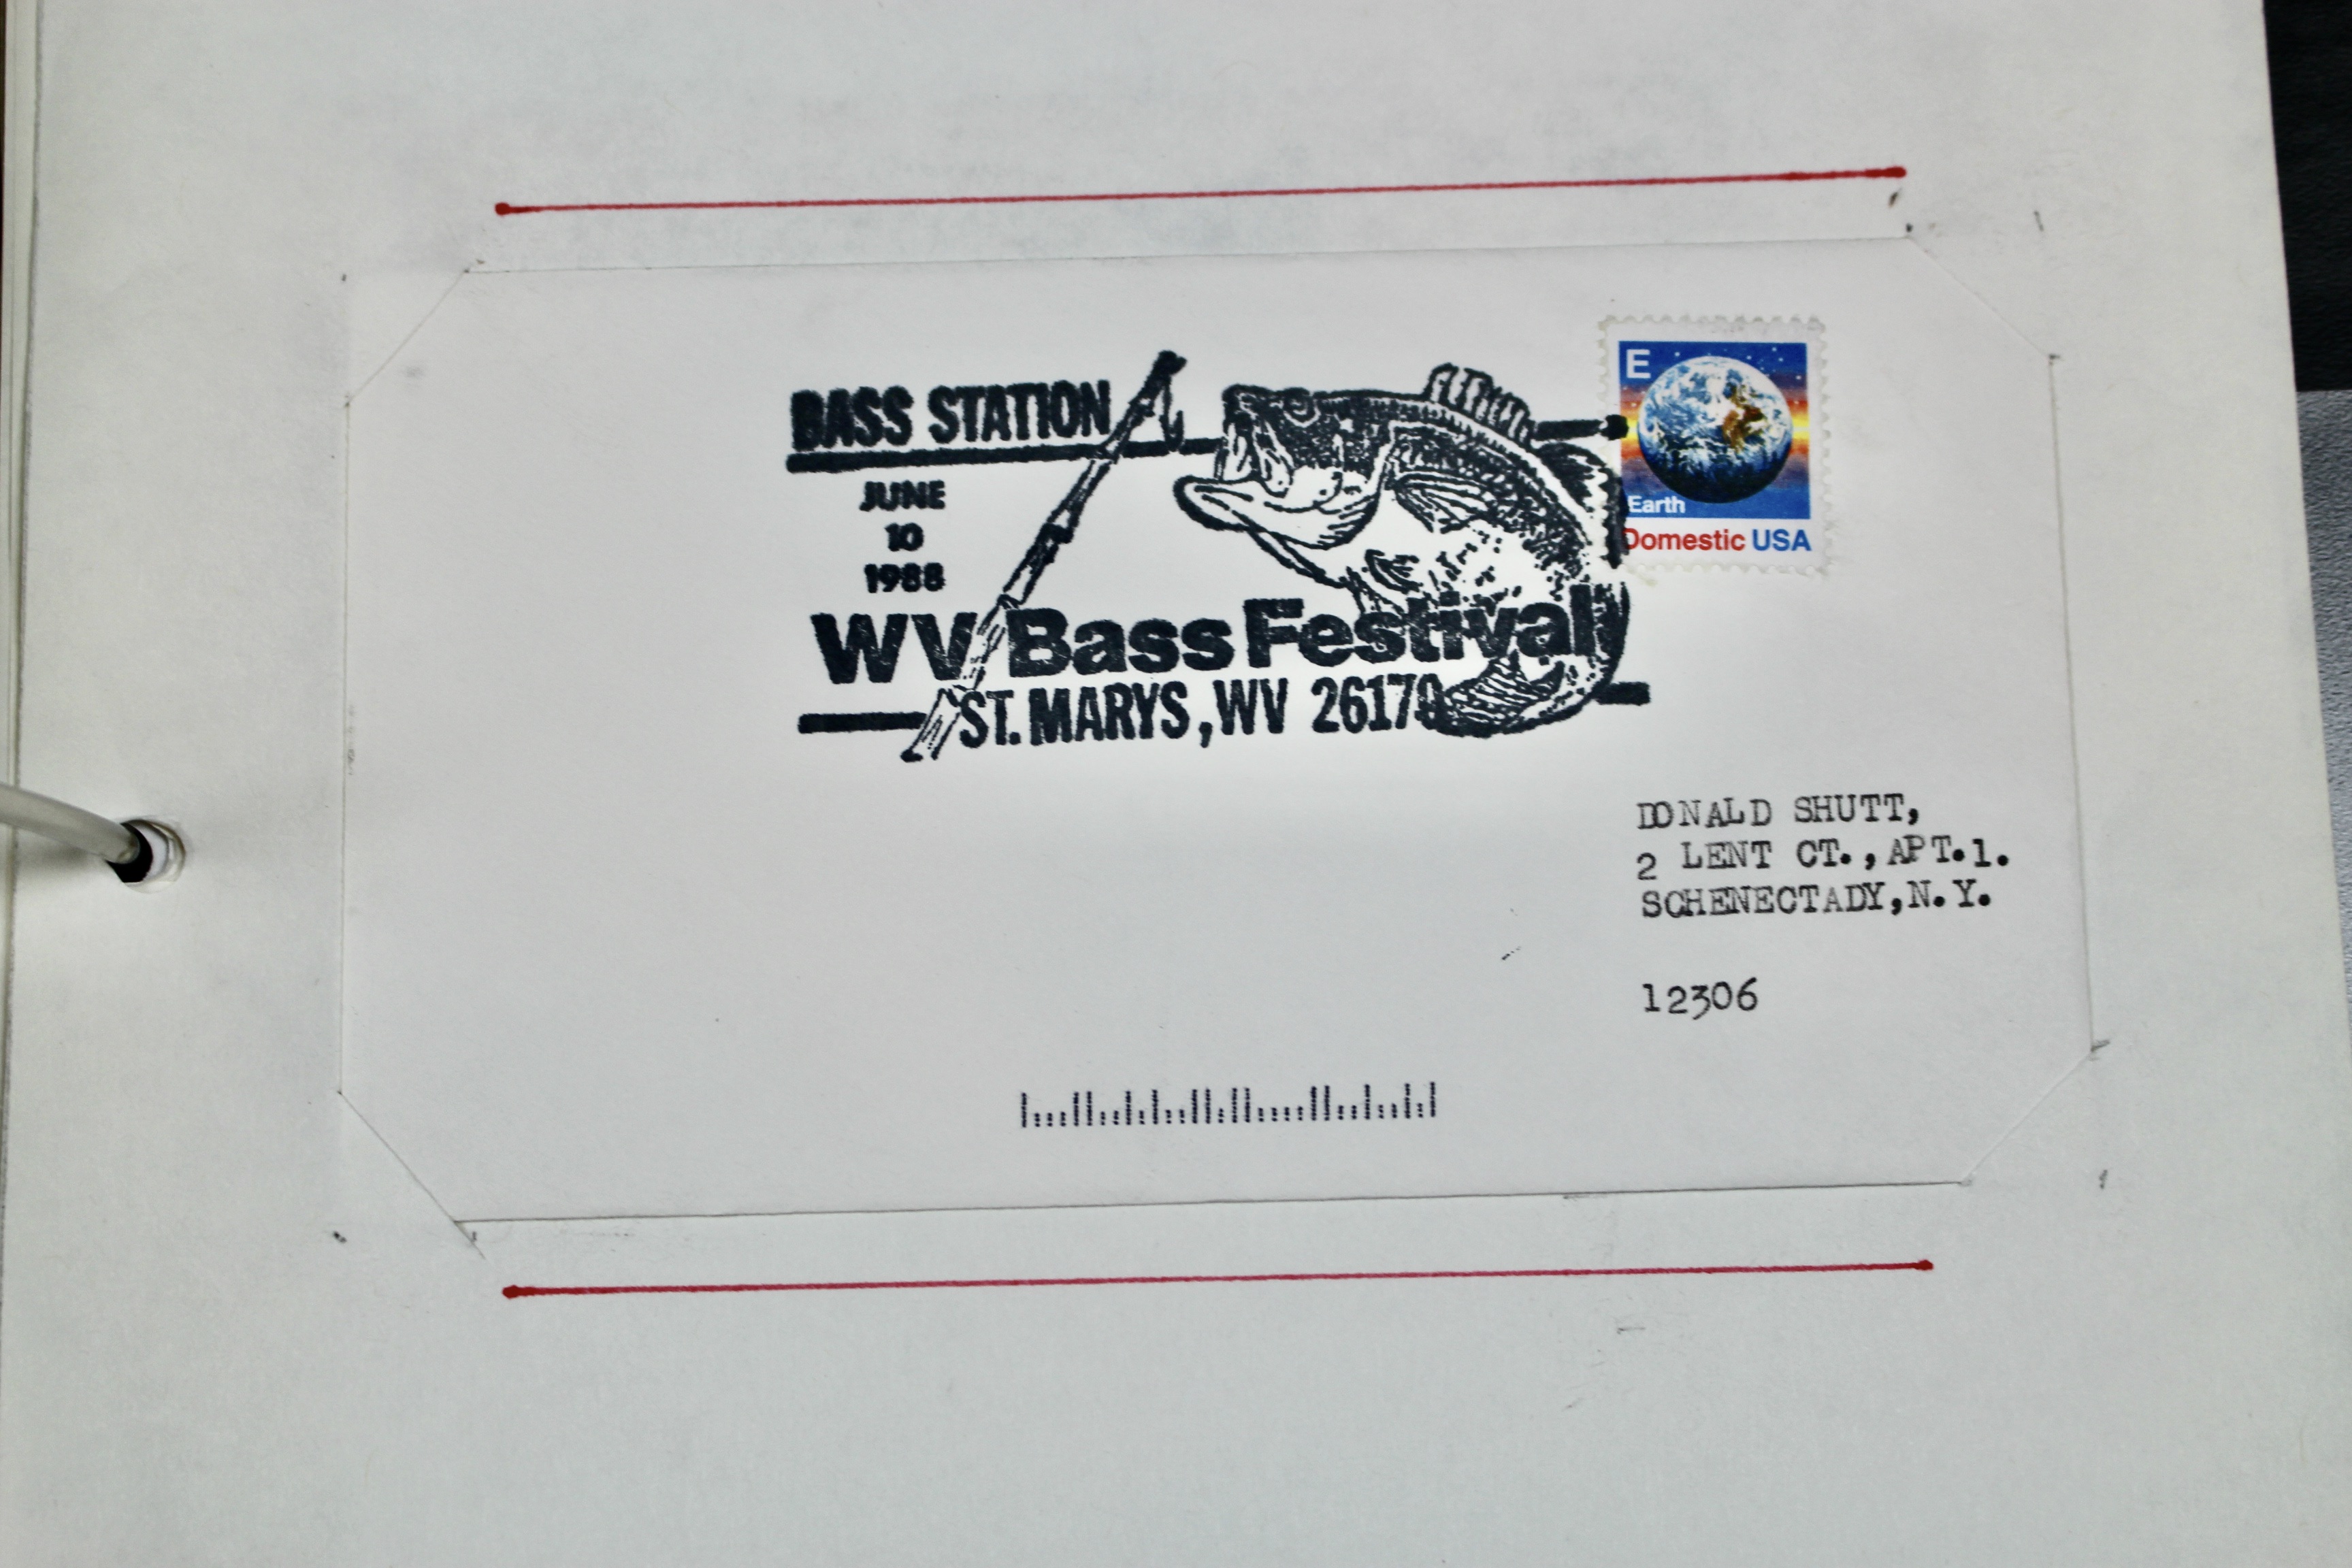 BASS STATION
JUNE
10
1988
WV Bass Festival
ST. MARYS, WV 26170
E
Earth
Domestic USA
DONALD SHUTT,
2 LENT CT., APT.1.
SCHENECTADY, N.Y.
12306